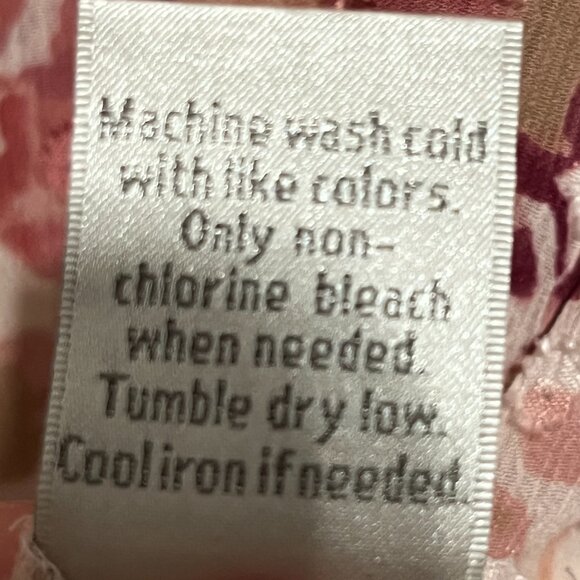 Machine wash cold
with like colors.
Only non-
chlorine bleach
when needed.
Tumble dry low.
Cool iron if needed.